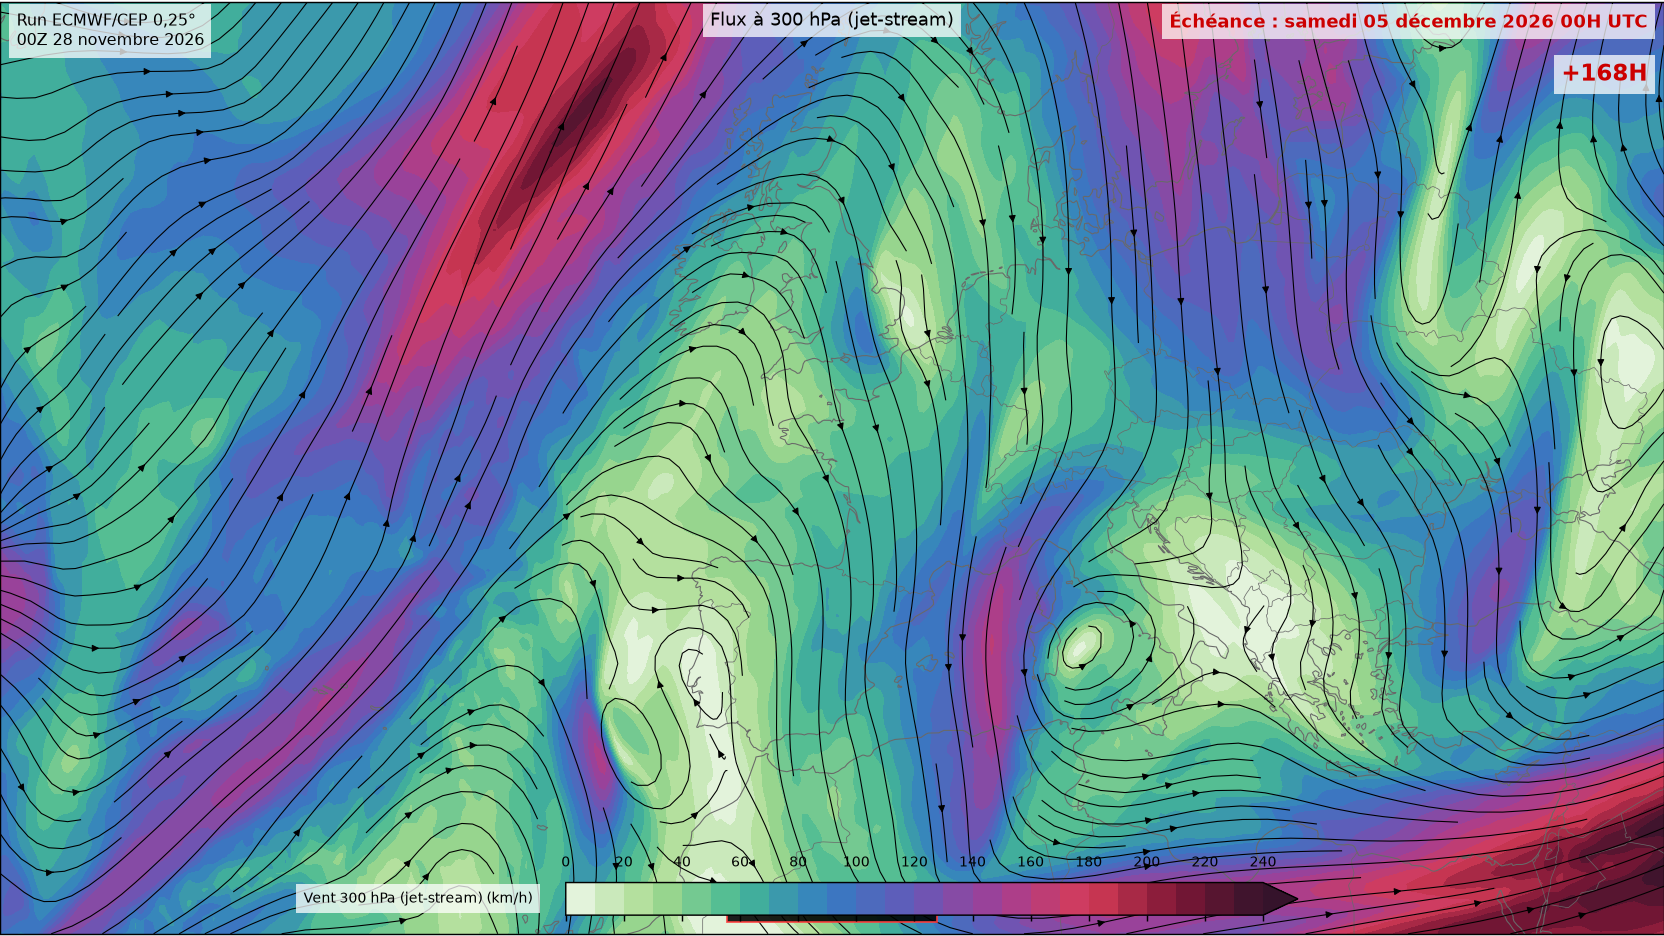 Run ECMWF/CEP 0,25°
00Z 28 novembre 2026
Flux à 300 hPa (jet-stream)
Échéance : samedi 05 décembre 2026 00H UTC
+168H
0 20 40 60 80 100 120 140 160 180 200 220 240
Vent 300 hPa (jet-stream) (km/h)